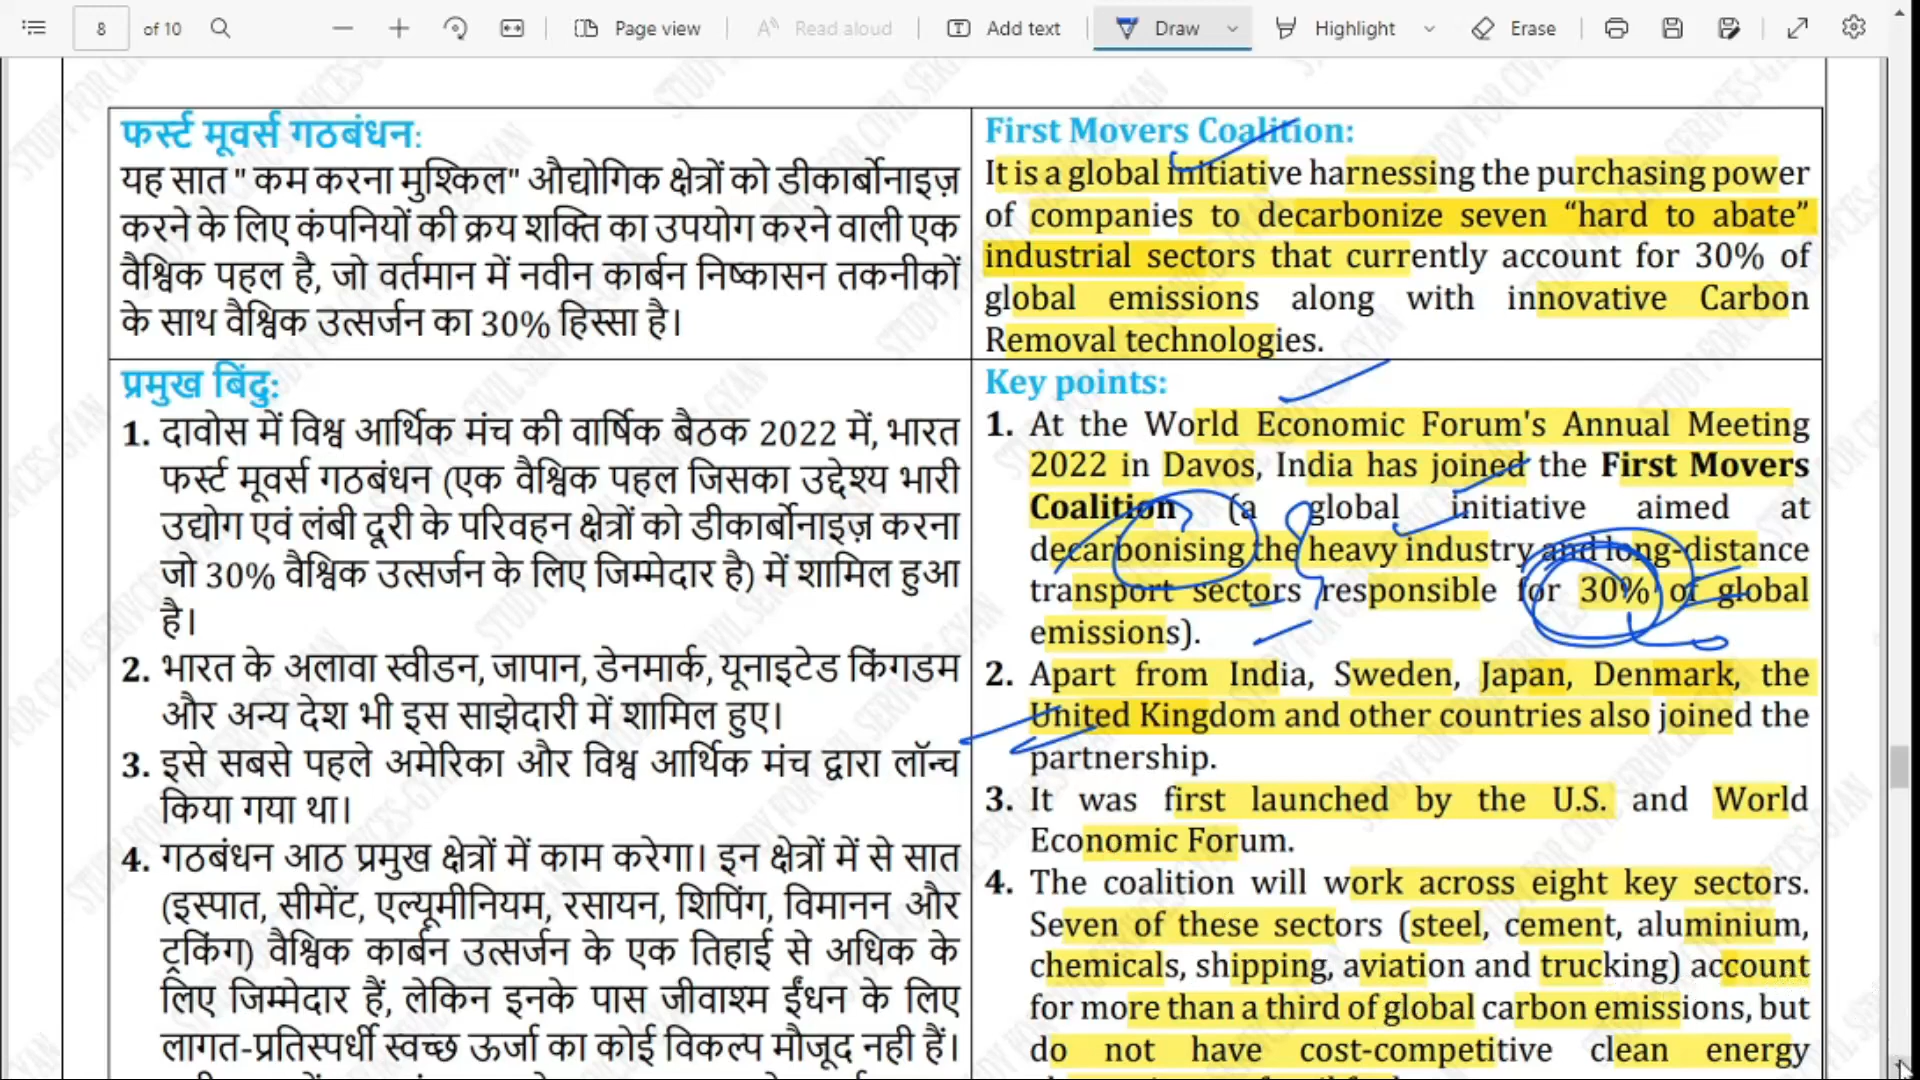 8 of 10 Page view Read aloud Add text Draw Highlight Erase
फर्स्ट मूवर्स गठबंधन:
यह सात " कम करना मुश्किल" औद्योगिक क्षेत्रों को डीकार्बोनाइज़
करने के लिए कंपनियों की क्रय शक्ति का उपयोग करने वाली एक
वैश्विक पहल है, जो वर्तमान में नवीन कार्बन निष्कासन तकनीकों
के साथ वैश्विक उत्सर्जन का 30% हिस्सा है।
First Movers Coalition:
It is a global initiative harnessing the purchasing power
of companies to decarbonize seven “hard to abate”
industrial sectors that currently account for 30% of
global emissions along with innovative Carbon
Removal technologies.
प्रमुख बिंदु:
1. दावोस में विश्व आर्थिक मंच की वार्षिक बैठक 2022 में, भारत
फर्स्ट मूवर्स गठबंधन (एक वैश्विक पहल जिसका उद्देश्य भारी
उद्योग एवं लंबी दूरी के परिवहन क्षेत्रों को डीकार्बोनाइज़ करना
जो 30% वैश्विक उत्सर्जन के लिए जिम्मेदार है) में शामिल हुआ
है।
2. भारत के अलावा स्वीडन, जापान, डेनमार्क, यूनाइटेड किंगडम
और अन्य देश भी इस साझेदारी में शामिल हुए।
3. इसे सबसे पहले अमेरिका और विश्व आर्थिक मंच द्वारा लॉन्च
किया गया था।
4. गठबंधन आठ प्रमुख क्षेत्रों में काम करेगा। इन क्षेत्रों में से सात
(इस्पात, सीमेंट, एल्यूमीनियम, रसायन, शिपिंग, विमानन और
ट्रकिंग) वैश्विक कार्बन उत्सर्जन के एक तिहाई से अधिक के
लिए जिम्मेदार हैं, लेकिन इनके पास जीवाश्म ईंधन के लिए
लागत-प्रतिस्पर्धी स्वच्छ ऊर्जा का कोई विकल्प मौजूद नही हैं।
Key points:
1. At the World Economic Forum's Annual Meeting
2022 in Davos, India has joined the First Movers
Coalition (a global initiative aimed at
decarbonising the heavy industry and long-distance
transport sectors responsible for 30% of global
emissions).
2. Apart from India, Sweden, Japan, Denmark, the
United Kingdom and other countries also joined the
partnership.
3. It was first launched by the U.S. and World
Economic Forum.
4. The coalition will work across eight key sectors.
Seven of these sectors (steel, cement, aluminium,
chemicals, shipping, aviation and trucking) account
for more than a third of global carbon emissions, but
do not have cost-competitive clean energy